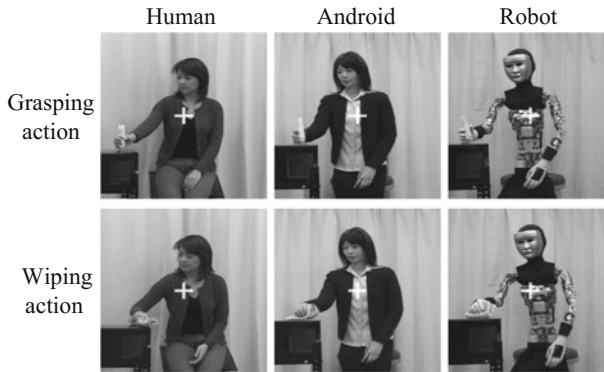 Human Android Robot
Grasping
action
Wiping
action